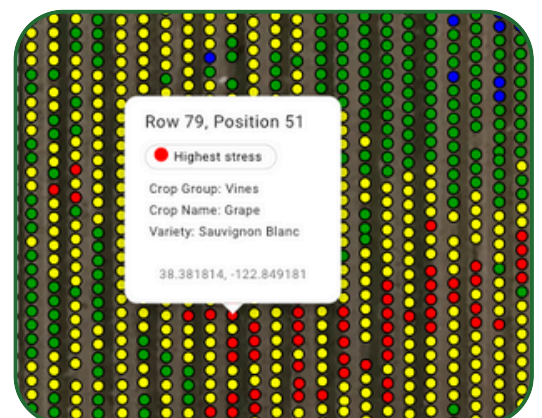 Row 79, Position 51
Highest stress
Crop Group: Vines
Crop Name: Grape
Variety: Sauvignon Blanc
38.381814, -122.849181